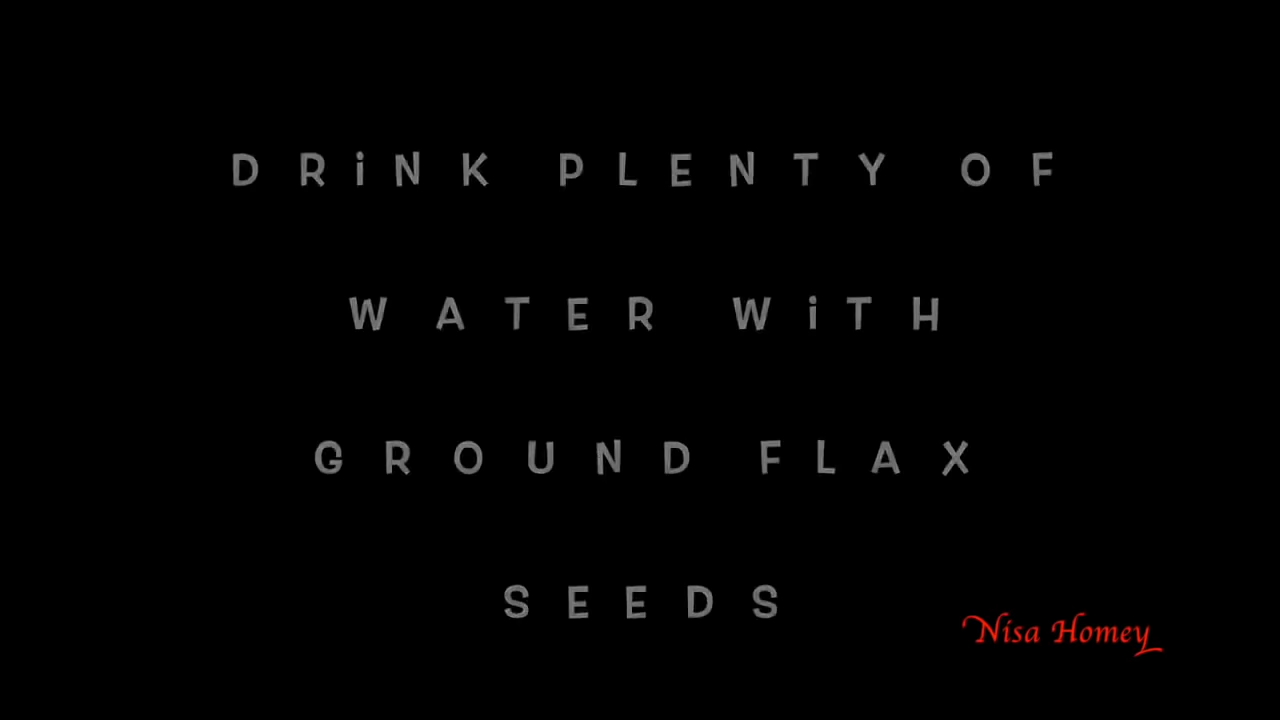 DRiNK PLENTY OF
WATER WiTH
GROUND FLAX
SEEDS
Nisa Homey